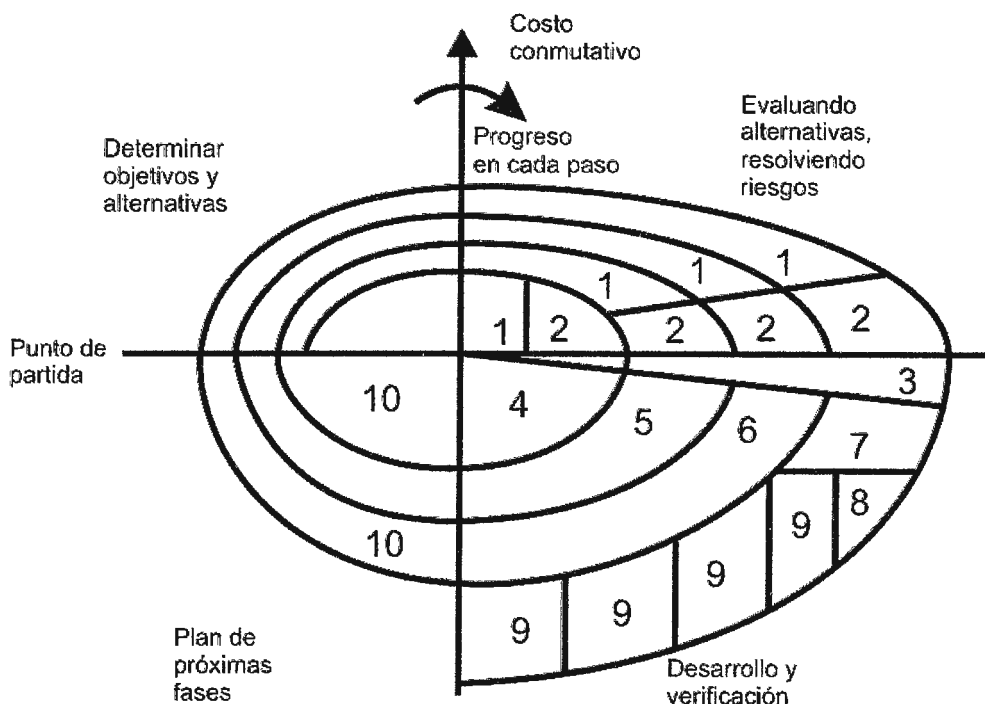 Costo
conmutativo
Determinar
objetivos y
alternativas
Progreso
en cada paso
Evaluando
alternativas,
resolviendo
riesgos
1
1
1
1
2
2
2
2
Punto de
partida
3
10
4
5
6
7
8
9
10
9
9
9
Plan de
próximas
fases
Desarrollo y
verificación